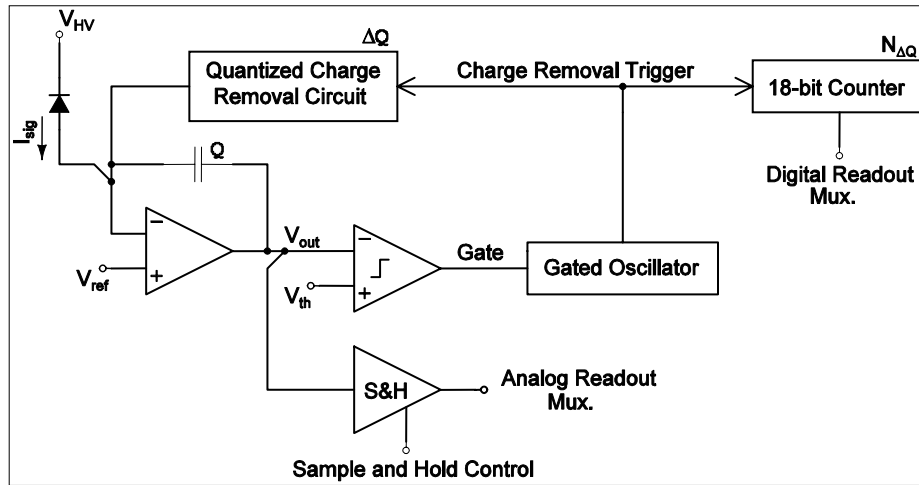 V_HV
I_sig
ΔQ
Quantized Charge
Removal Circuit
Charge Removal Trigger
N_ΔQ
18-bit Counter
Digital Readout
Mux.
Q
−
+
V_ref
V_out
−
+
V_th
Gate
Gated Oscillator
S&H
Analog Readout
Mux.
Sample and Hold Control